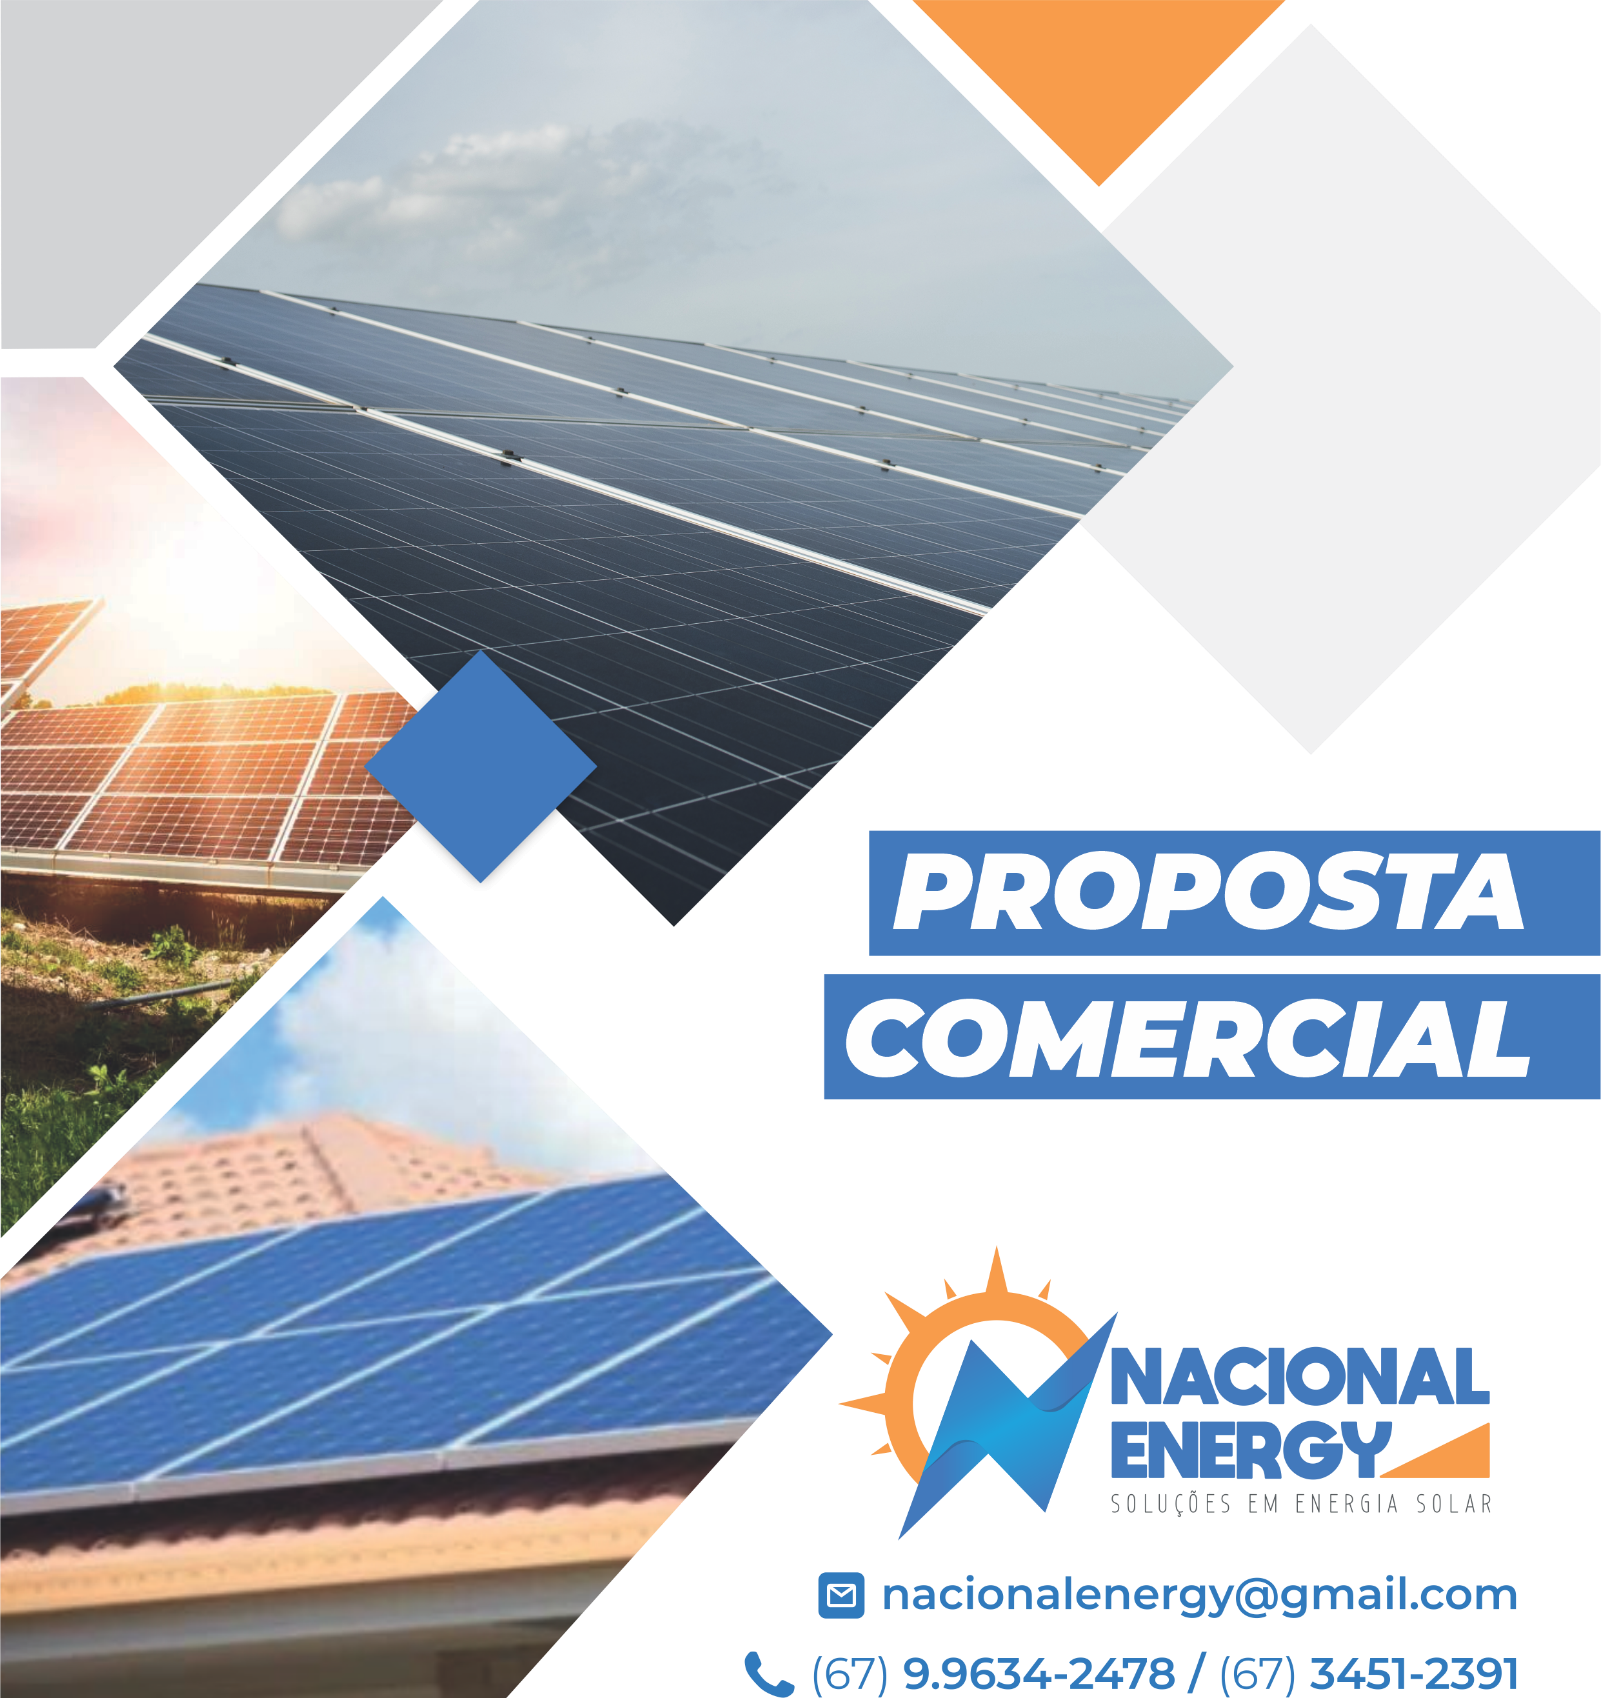 PROPOSTA
COMERCIAL
NACIONAL
ENERGY
SOLUÇÕES EM ENERGIA SOLAR
nacionalenergy@gmail.com
(67) 9.9634-2478 / (67) 3451-2391